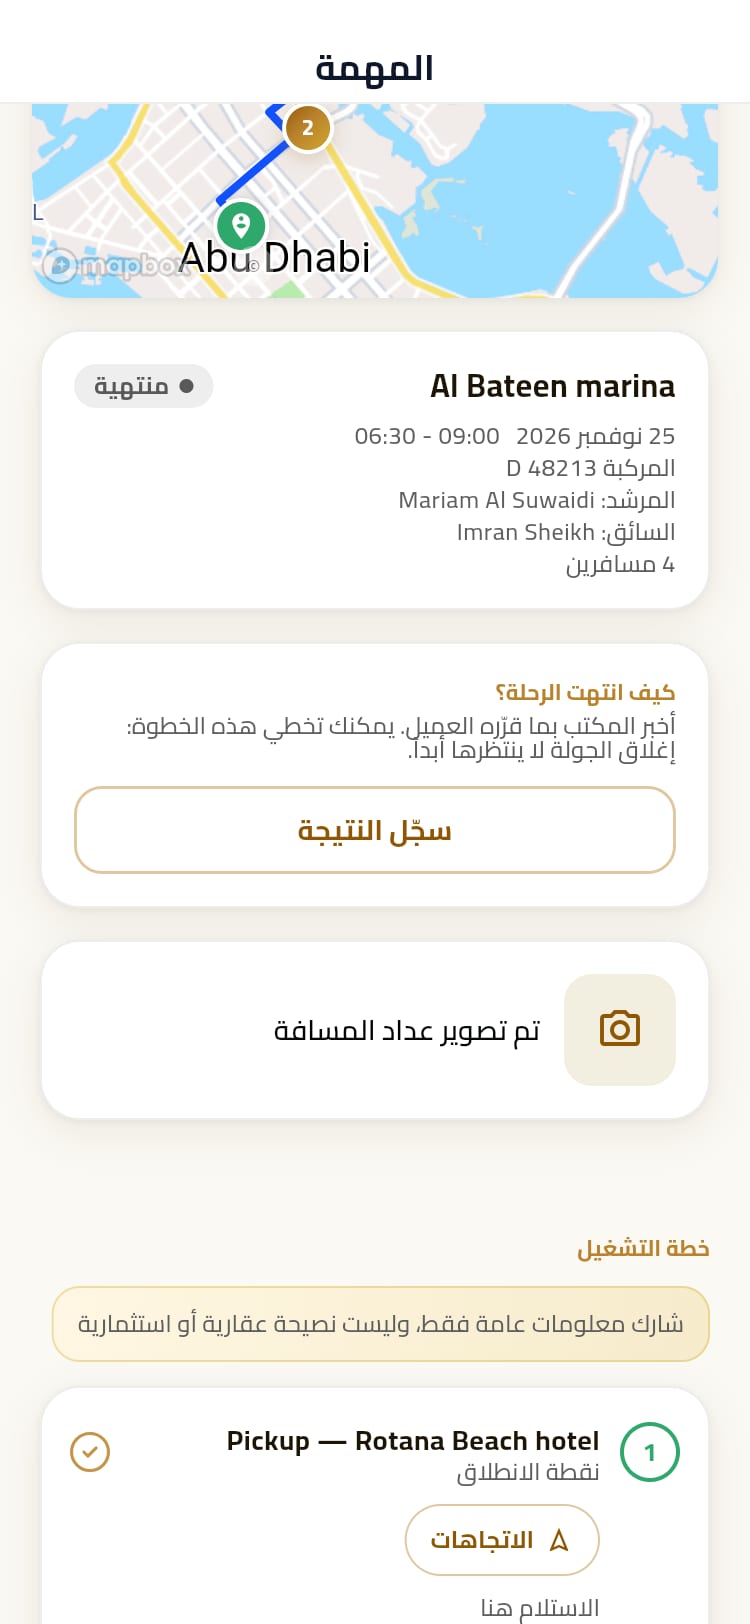 المهمة
2
L
Abu Dhabi
mapbox
©
Al Bateen marina
منتهية
25 نوفمبر 2026   06:30 - 09:00
المركبة D 48213
المرشد: Mariam Al Suwaidi
السائق: Imran Sheikh
4 مسافرين
كيف انتهت الرحلة؟
أخبر المكتب بما قرّره العميل. يمكنك تخطي هذه الخطوة:
إغلاق الجولة لا ينتظرها أبدًا.
سجّل النتيجة
تم تصوير عداد المسافة
خطة التشغيل
شارك معلومات عامة فقط، وليست نصيحة عقارية أو استثمارية
1
Pickup — Rotana Beach hotel
نقطة الانطلاق
الاتجاهات
الاستلام هنا